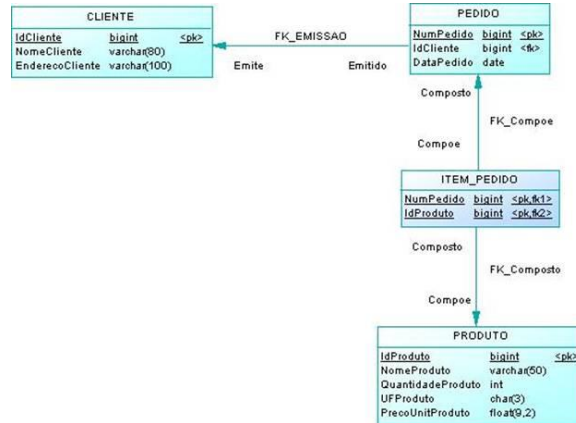 CLIENTE
IdCliente bigint <pk>
NomeCliente varchar(80)
EnderecoCliente varchar(100)
FK_EMISSAO
Emite
Emitido
PEDIDO
NumPedido bigint <pk>
IdCliente bigint <fk>
DataPedido date
Composto
FK_Compoe
Compoe
ITEM_PEDIDO
NumPedido bigint <pk,fk1>
IdProduto bigint <pk,fk2>
Composto
FK_Composto
Compoe
PRODUTO
IdProduto bigint <pk>
NomeProduto varchar(50)
QuantidadeProduto int
UFProduto char(3)
PrecoUnitProduto float(9,2)